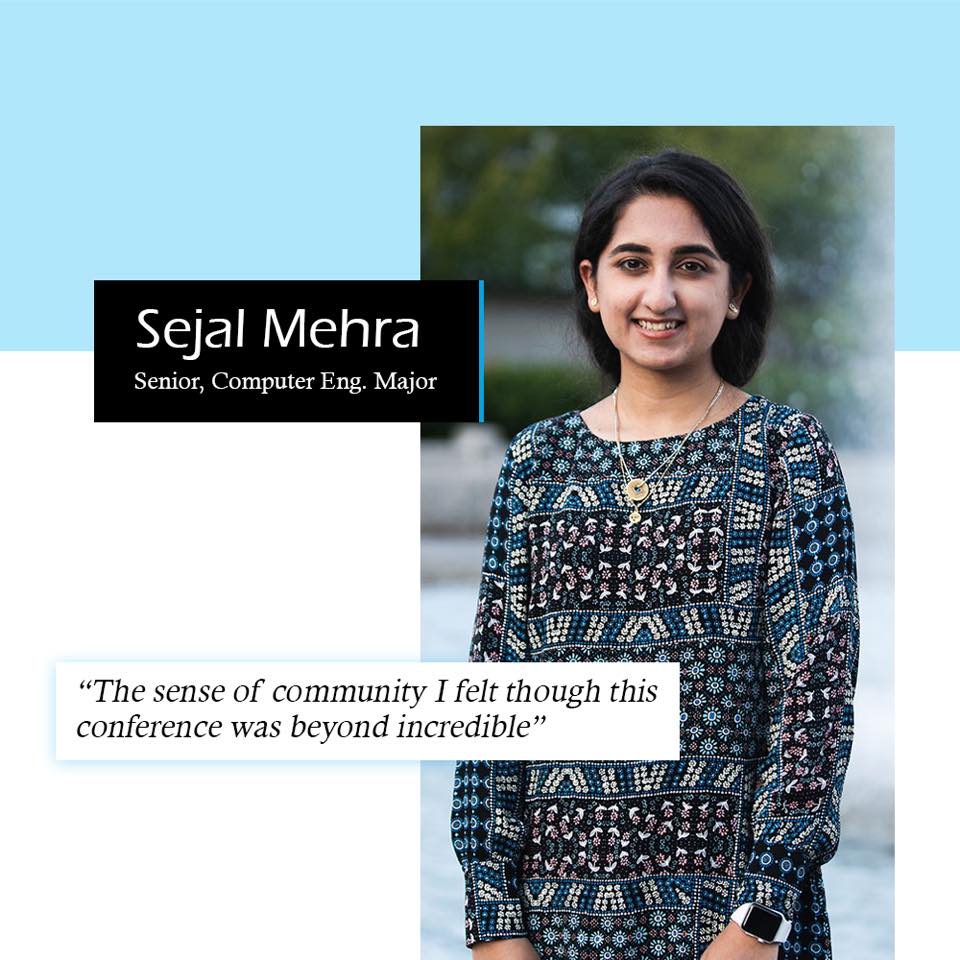 Sejal Mehra
Senior, Computer Eng. Major
“The sense of community I felt though this
conference was beyond incredible”